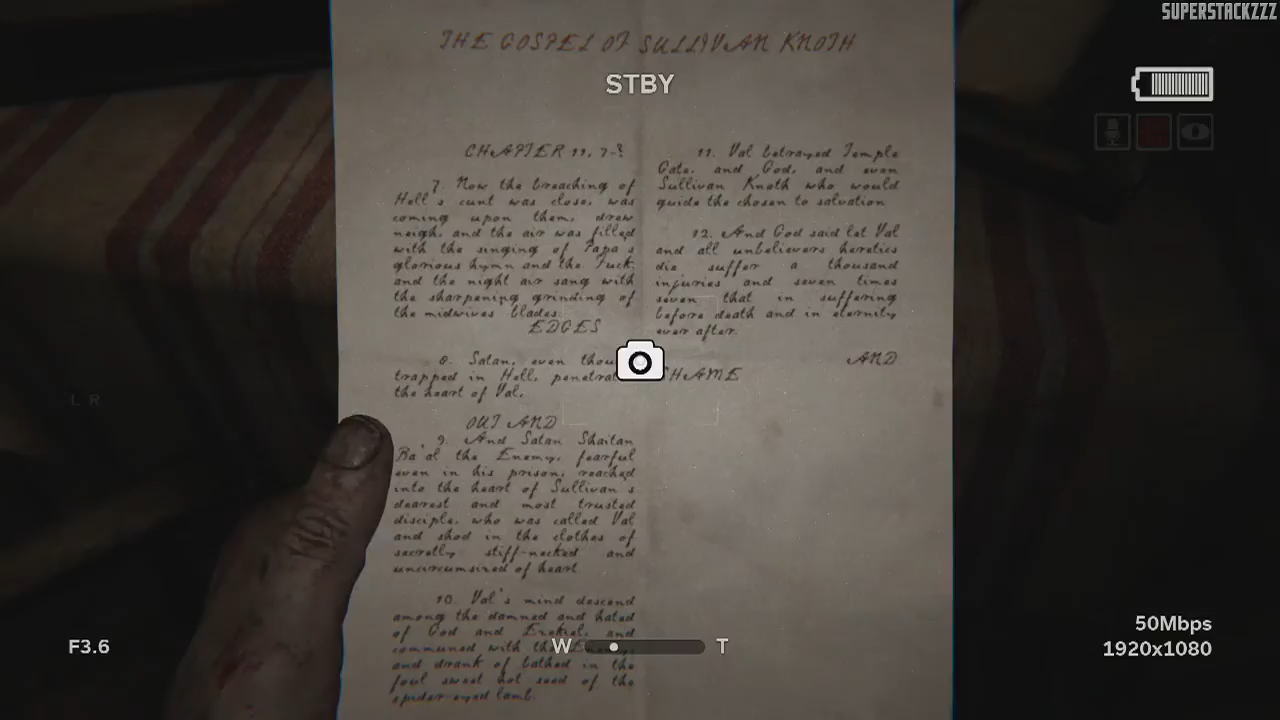 SUPERSTACKZZZ
THE GOSPEL OF SULLIVAN KNOTH
STBY
CHAPTER 11, 7-?
7. Now the breaching of
Hell's cunt was close, was
coming upon them, drew
neigh, and the air was filled
with the singing of Papa's
glorious hymn and the Fuck,
and the night air sang with
the sharpening grinding of
the midwives' blades.
EDGES
8. Satan, even thou
trapped in Hell, penetrat
the heart of Val.
OUT AND
9. And Satan Shaitan
Ba'al the Enemy, fearful
even in his prison, reached
into the heart of Sullivan's
dearest and most trusted
disciple, who was called Val
and shod in the clothes of
secretly stiff-necked and
uncircumsized of heart.
10. Val's mind descend
among the damned and hated
of God and Ezekiel, and
communed with the Enemy,
and drank of bathed in the
foul sweet hot seed of the
spider-eyed lamb.
11. Val betrayed Temple
Gate, and God, and even
Sullivan Knoth who would
guide the chosen to salvation
12. And God said let Val
and all unbelievers heretics
die suffer a thousand
injuries and seven times
seven that in suffering
before death and in eternity
ever after.
AND
SHAME
L R
F3.6
W T
50Mbps
1920x1080